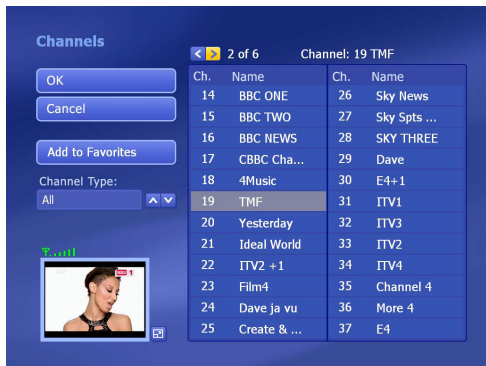 Channels
2 of 6 Channel: 19 TMF
OK
Cancel
Add to Favorites
Channel Type:
All
Ch. Name Ch. Name
14 BBC ONE 26 Sky News
15 BBC TWO 27 Sky Spts ...
16 BBC NEWS 28 SKY THREE
17 CBBC Cha... 29 Dave
18 4Music 30 E4+1
19 TMF 31 ITV1
20 Yesterday 32 ITV3
21 Ideal World 33 ITV2
22 ITV2 +1 34 ITV4
23 Film4 35 Channel 4
24 Dave ja vu 36 More 4
25 Create & ... 37 E4